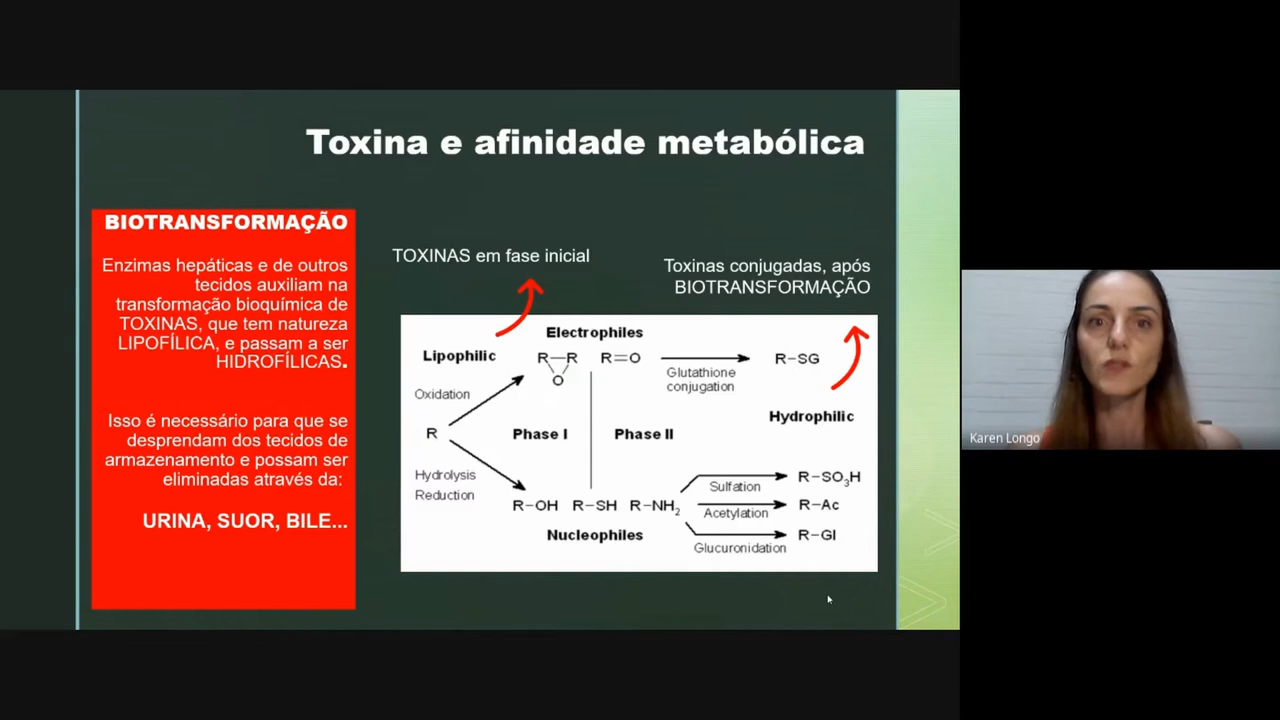 Toxina e afinidade metabólica
BIOTRANSFORMAÇÃO
Enzimas hepáticas e de outros
tecidos auxiliam na
transformação bioquímica de
TOXINAS, que tem natureza
LIPOFÍLICA, e passam a ser
HIDROFÍLICAS.
Isso é necessário para que se
desprendam dos tecidos de
armazenamento e possam ser
eliminadas através da:
URINA, SUOR, BILE...
TOXINAS em fase inicial
Toxinas conjugadas, após
BIOTRANSFORMAÇÃO
Electrophiles
Lipophilic
R–R
O
R=O
Glutathione
conjugation
R–SG
Oxidation
Hydrophilic
R
Phase I
Phase II
Hydrolysis
Reduction
R–OH R–SH R–NH2
Nucleophiles
Sulfation
R–SO3H
Acetylation
R–Ac
Glucuronidation
R–Gl
Karen Longo